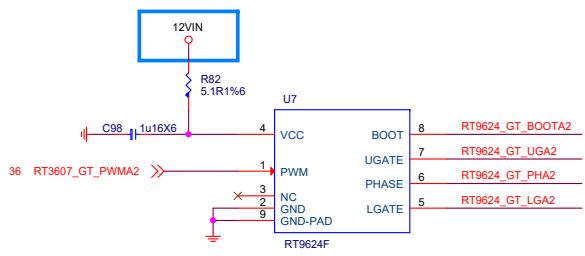 12VIN
R82
5.1R1%6
U7
C98 1u16X6
4 VCC BOOT 8 RT9624_GT_BOOTA2
UGATE 7 RT9624_GT_UGA2
36 RT3607_GT_PWMA2 1 PWM
PHASE 6 RT9624_GT_PHA2
3 NC
2 GND LGATE 5 RT9624_GT_LGA2
9 GND-PAD
RT9624F